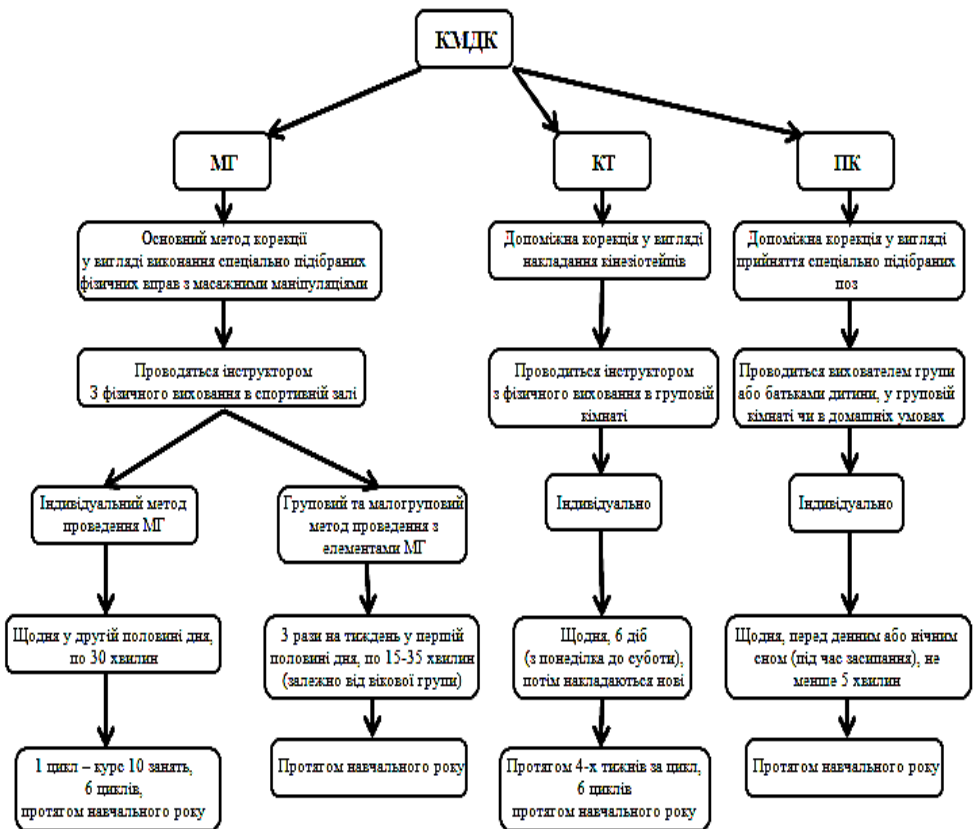 КМДК
МГ
КТ
ПК
Основний метод корекції
у вигляді виконання спеціально підібраних
фізичних вправ з масажними маніпуляціями
Допоміжна корекція у вигляді
накладання кінезіотейпів
Допоміжна корекція у вигляді
прийняття спеціально підібраних
поз
Проводяться інструктором
З фізичного виховання в спортивній залі
Проводиться інструктором
з фізичного виховання в груповій
кімнаті
Проводиться вихователем групи
або батьками дитини, у груповій
кімнаті чи в домашніх умовах
Індивідуальний метод
проведення МГ
Груповий та малогруповий
метод проведення з
елементами МГ
Індивідуально
Індивідуально
Щодня у другій половині дня,
по 30 хвилин
3 рази на тиждень у першій
половині дня, по 15-35 хвилин
(залежно від вікової групи)
Щодня, 6 діб
(з понеділка до суботи),
потім накладаються нові
Щодня, перед денним або нічним
сном (під час засипання), не
менше 5 хвилин
1 цикл – курс 10 занять,
6 циклів,
протягом навчального року
Протягом навчального року
Протягом 4-х тижнів за цикл,
6 циклів
протягом навчального року
Протягом навчального року